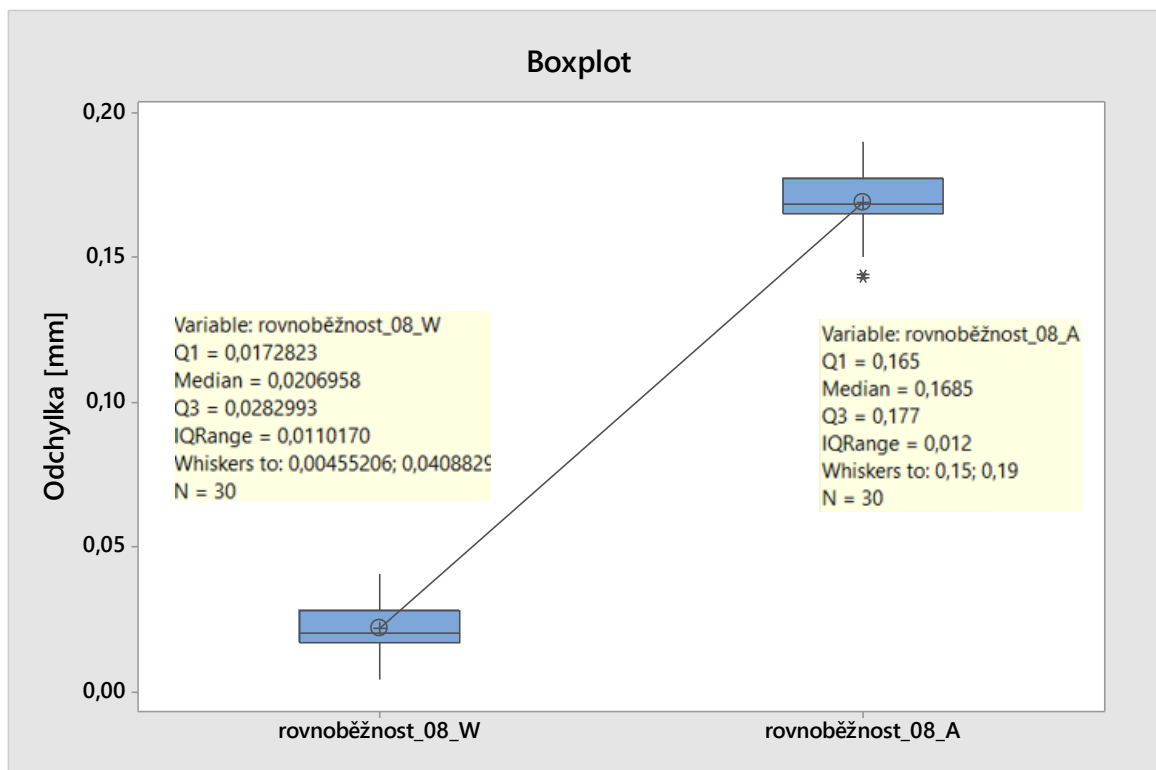 Boxplot
0,20
0,15
0,10
0,05
0,00
Odchylka [mm]
Variable: rovnoběžnost_08_W
Q1 = 0,0172823
Median = 0,0206958
Q3 = 0,0282993
IQRange = 0,0110170
Whiskers to: 0,00455206; 0,0408829
N = 30
Variable: rovnoběžnost_08_A
Q1 = 0,165
Median = 0,1685
Q3 = 0,177
IQRange = 0,012
Whiskers to: 0,15; 0,19
N = 30
rovnoběžnost_08_W
rovnoběžnost_08_A